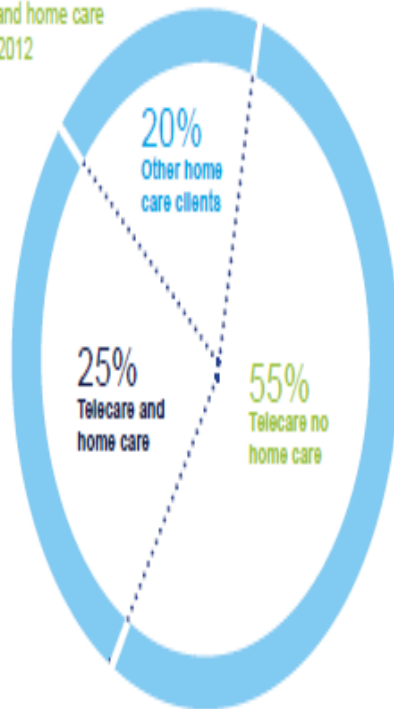 and home care
2012
20%
Other home
care clients
25%
Telecare and
home care
55%
Telecare no
home care